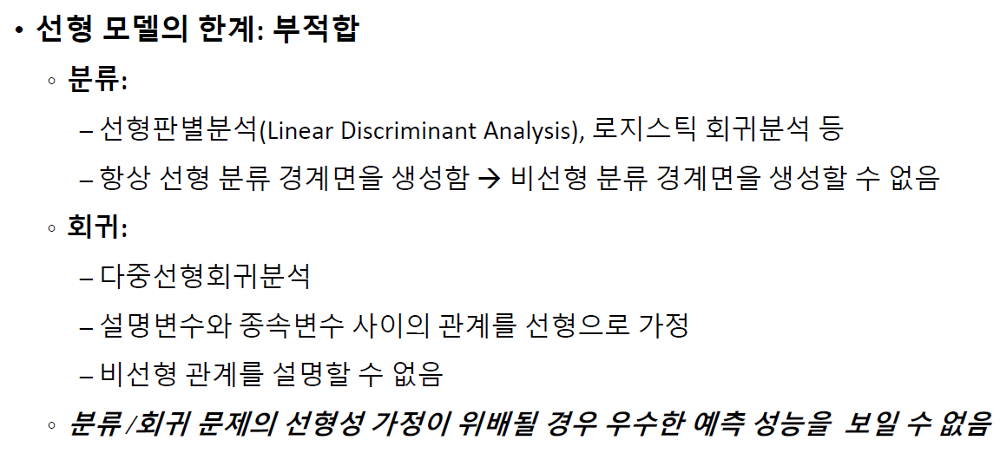 • 선형 모델의 한계: 부적합
◦ 분류:
– 선형판별분석(Linear Discriminant Analysis), 로지스틱 회귀분석 등
– 항상 선형 분류 경계면을 생성함 → 비선형 분류 경계면을 생성할 수 없음
◦ 회귀:
– 다중선형회귀분석
– 설명변수와 종속변수 사이의 관계를 선형으로 가정
– 비선형 관계를 설명할 수 없음
◦ 분류/회귀 문제의 선형성 가정이 위배될 경우 우수한 예측 성능을 보일 수 없음